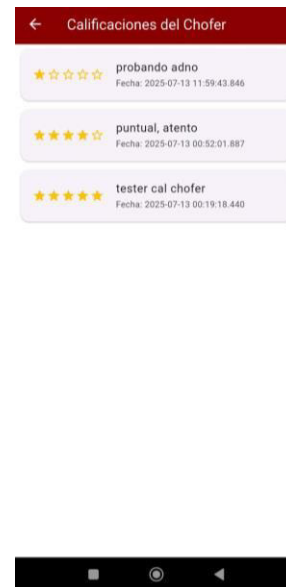 Calificaciones del Chofer
probando adno
Fecha: 2025-07-13 11:59:43.846
puntual, atento
Fecha: 2025-07-13 00:52:01.887
tester cal chofer
Fecha: 2025-07-13 00:19:18.440